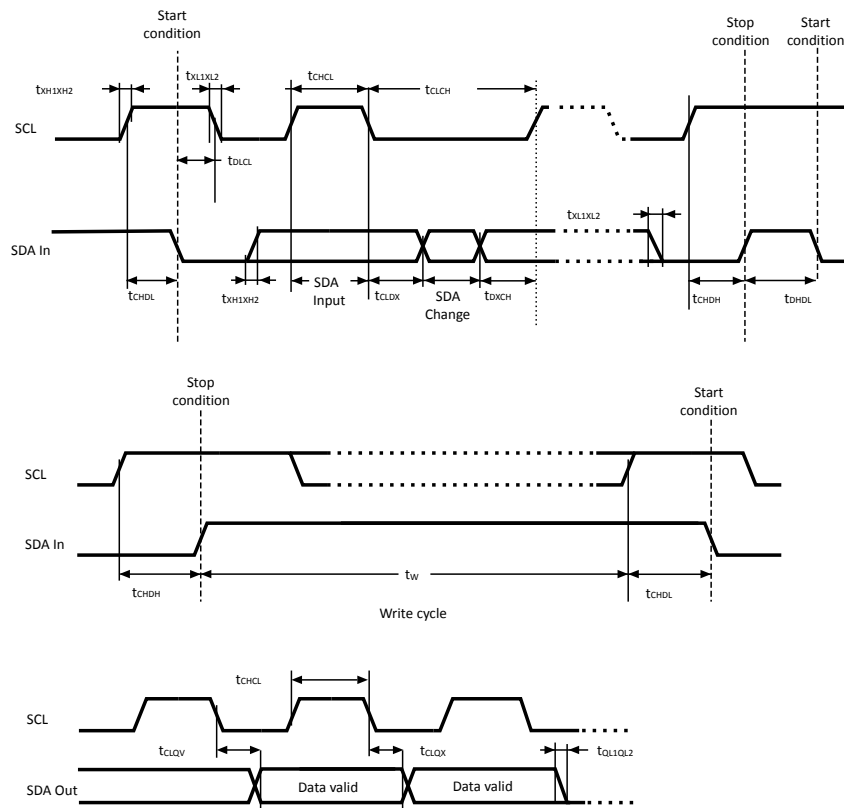 Start
condition
Stop
condition
Start
condition
tXH1XH2
tXL1XL2
tCHCL
tCLCH
SCL
tDLCL
tXL1XL2
SDA In
tCHDL
tXH1XH2
SDA
Input
tCLDX
SDA
Change
tDXCH
tCHDH
tDHDL
Stop
condition
Start
condition
SCL
SDA In
tCHDH
tW
tCHDL
Write cycle
tCHCL
SCL
tCLQV
tCLQX
tQL1QL2
SDA Out
Data valid
Data valid